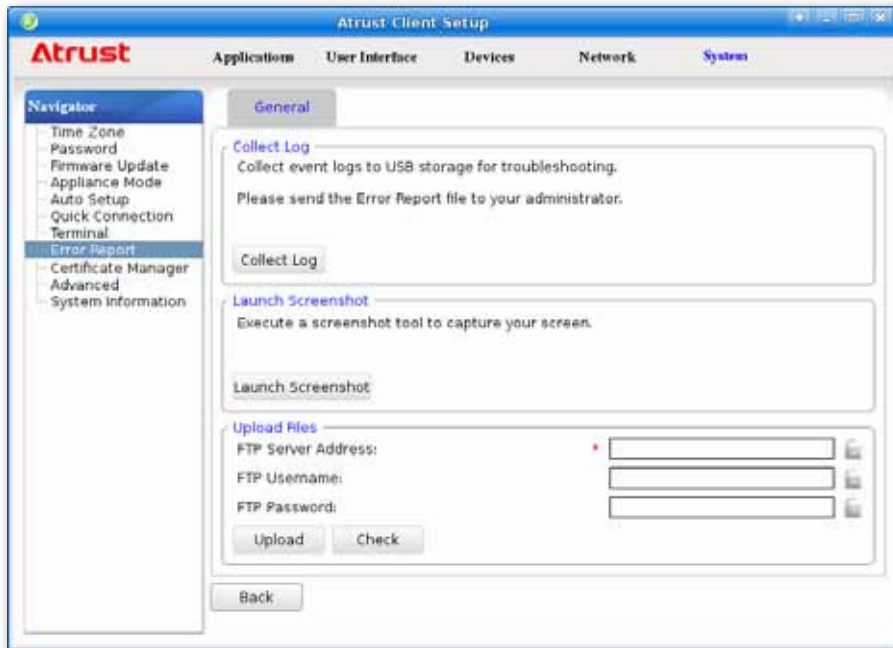 Atrust Client Setup
Atrust
Applications User Interface Devices Network System
Navigator
Time Zone
Password
Firmware Update
Appliance Mode
Auto Setup
Quick Connection
Terminal
Error Report
Certificate Manager
Advanced
System Information
General
Collect Log
Collect event logs to USB storage for troubleshooting.
Please send the Error Report file to your administrator.
Collect Log
Launch Screenshot
Execute a screenshot tool to capture your screen.
Launch Screenshot
Upload Files
FTP Server Address: *
FTP Username:
FTP Password:
Upload Check
Back